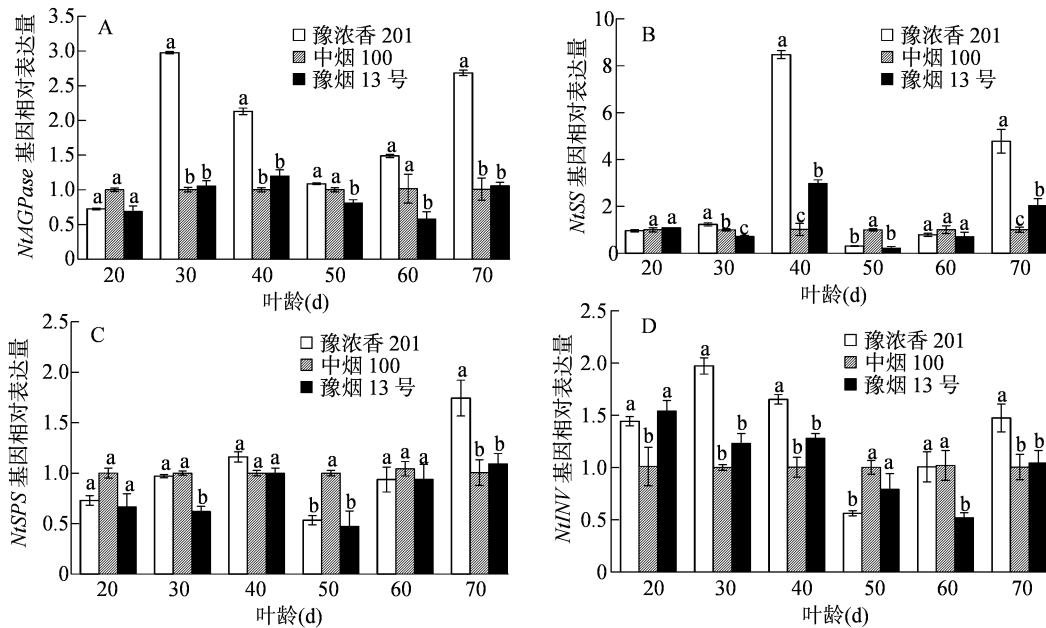 A
NtAGPase 基因相对表达量
3.5
3.0
2.5
2.0
1.5
1.0
0.5
0
豫浓香 201
中烟 100
豫烟 13 号
a a a
a b b
a b b
a a b
a a b
a b b
20 30 40 50 60 70
叶龄(d)
B
NtSS 基因相对表达量
10
8
6
4
2
0
豫浓香 201
中烟 100
豫烟 13 号
a a
a b c
a c b
b a b
a a a
a c b
20 30 40 50 60 70
叶龄(d)
C
NtSPS 基因相对表达量
2.5
2.0
1.5
1.0
0.5
0
豫浓香 201
中烟 100
豫烟 13 号
a a a
a a b
a a a
b a b
a a a
a b b
20 30 40 50 60 70
叶龄(d)
D
NtINV 基因相对表达量
2.5
2.0
1.5
1.0
0.5
0
豫浓香 201
中烟 100
豫烟 13 号
a b a
a b b
a b b
b a a
a a b
a b b
20 30 40 50 60 70
叶龄(d)